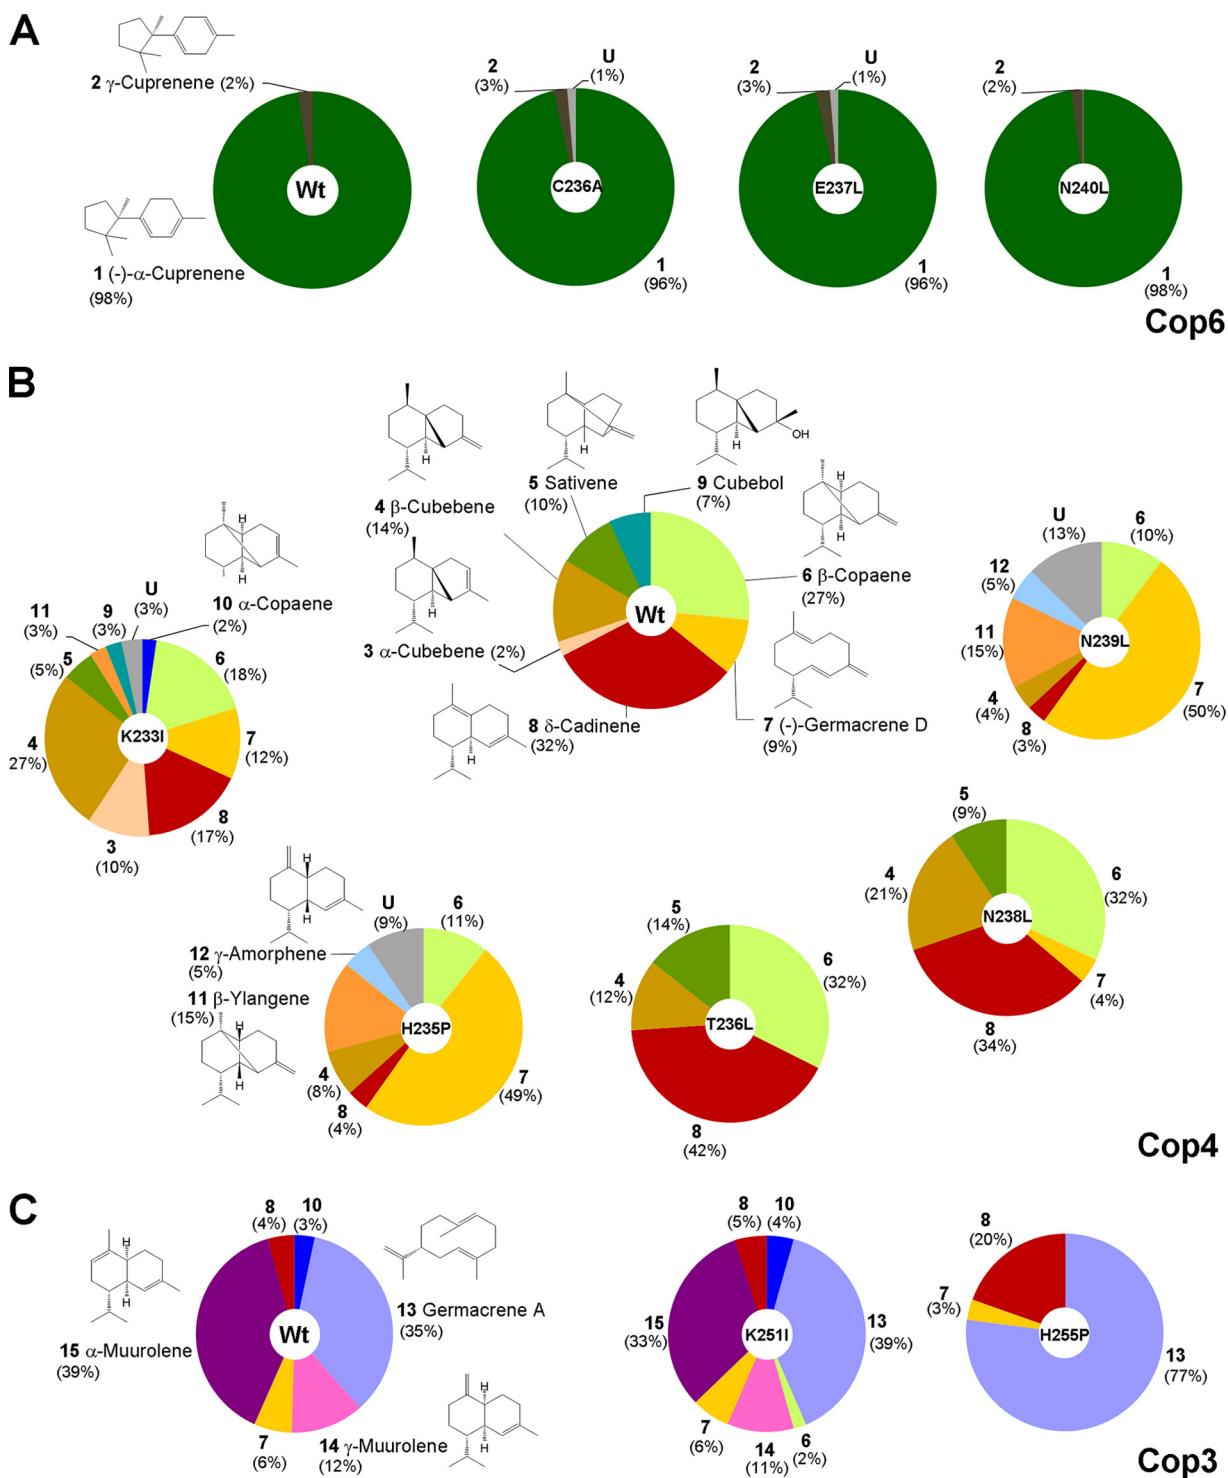 A
2 γ-Cuprenene (2%)
1 (-)-α-Cuprenene
(98%)
Wt
2
(3%)
U
(1%)
C236A
1
(96%)
2
(3%)
U
(1%)
E237L
1
(96%)
2
(2%)
N240L
1
(98%)
Cop6
B
4 β-Cubebene
(14%)
5 Sativene
(10%)
9 Cubebol
(7%)
OH
H
H
6 β-Copaene
(27%)
H
H
3 α-Cubebene (2%)
H
8 δ-Cadinene
(32%)
H
7 (-)-Germacrene D
(9%)
Wt
10 α-Copaene
(2%)
H
H
U
(3%)
9
(3%)
11
(3%)
5
(5%)
4
27%)
3
(10%)
8
(17%)
7
(12%)
6
(18%)
K233I
U
(13%)
6
(10%)
12
(5%)
11
(15%)
4
(4%)
8
(3%)
7
(50%)
N239L
5
(9%)
4
(21%)
6
(32%)
7
(4%)
8
(34%)
N238L
H
H
12 γ-Amorphene
(5%)
11 β-Ylangene
(15%)
H
H
U
(9%)
6
(11%)
4
(8%)
8
(4%)
7
(49%)
H235P
5
(14%)
4
(12%)
6
(32%)
8
(42%)
T236L
Cop4
C
H
H
15 α-Muurolene
(39%)
8
(4%)
10
(3%)
13 Germacrene A
(35%)
7
(6%)
14 γ-Muurolene
(12%)
H
H
Wt
8
(5%)
10
(4%)
15
(33%)
13
(39%)
7
(6%)
14
(11%)
6
(2%)
K251I
8
(20%)
7
(3%)
13
(77%)
H255P
Cop3